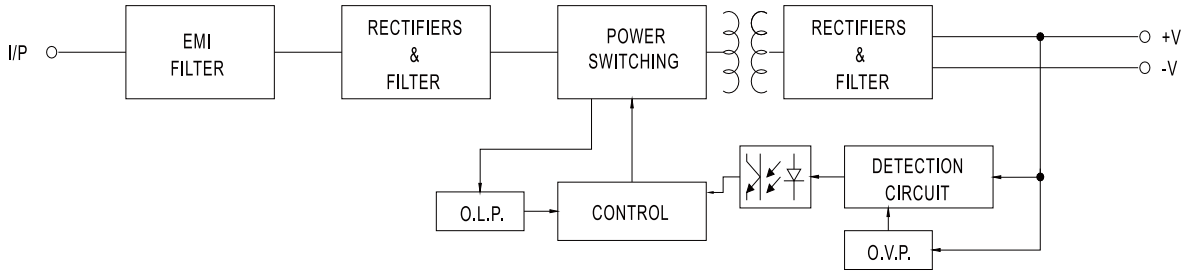 I/P
EMI
FILTER
RECTIFIERS
&
FILTER
POWER
SWITCHING
RECTIFIERS
&
FILTER
+V
-V
O.L.P.
CONTROL
DETECTION
CIRCUIT
O.V.P.